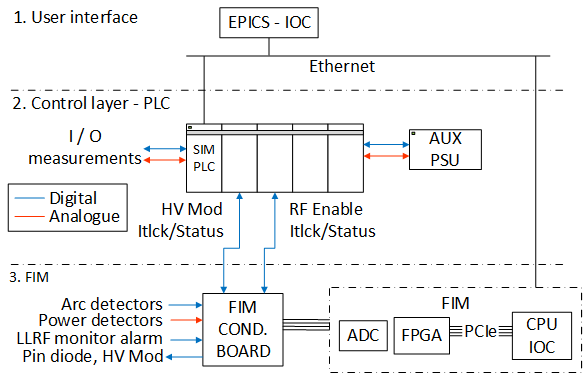 1. User interface
EPICS - IOC
Ethernet
2. Control layer - PLC
I / O
measurements
SIM
PLC
AUX
PSU
Digital
Analogue
HV Mod
Itlck/Status
RF Enable
Itlck/Status
3. FIM
Arc detectors
Power detectors
LLRF monitor alarm
Pin diode, HV Mod
FIM
COND.
BOARD
FIM
ADC
FPGA
PCIe
CPU
IOC